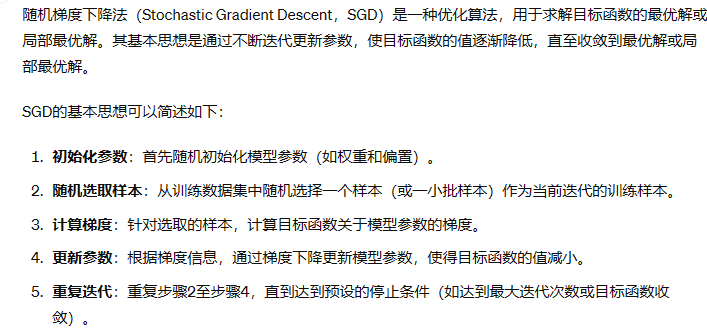 随机梯度下降法（Stochastic Gradient Descent，SGD）是一种优化算法，用于求解目标函数的最优解或
局部最优解。其基本思想是通过不断迭代更新参数，使目标函数的值逐渐降低，直至收敛到最优解或局
部最优解。
SGD的基本思想可以简述如下：
1. 初始化参数：首先随机初始化模型参数（如权重和偏置）。
2. 随机选取样本：从训练数据集中随机选择一个样本（或一小批样本）作为当前迭代的训练样本。
3. 计算梯度：针对选取的样本，计算目标函数关于模型参数的梯度。
4. 更新参数：根据梯度信息，通过梯度下降更新模型参数，使得目标函数的值减小。
5. 重复迭代：重复步骤2至步骤4，直到达到预设的停止条件（如达到最大迭代次数或目标函数收
敛）。